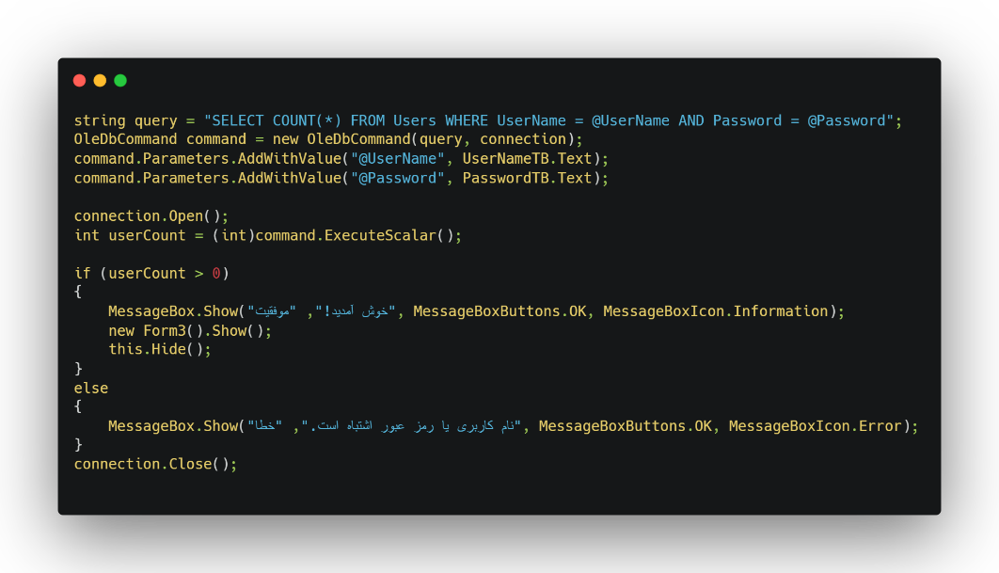 string query = "SELECT COUNT(*) FROM Users WHERE UserName = @UserName AND Password = @Password";
OleDbCommand command = new OleDbCommand(query, connection);
command.Parameters.AddWithValue("@UserName", UserNameTB.Text);
command.Parameters.AddWithValue("@Password", PasswordTB.Text);
connection.Open();
int userCount = (int)command.ExecuteScalar();
if (userCount > 0)
{
MessageBox.Show("خوش آمدید!", "موفقیت", MessageBoxButtons.OK, MessageBoxIcon.Information);
new Form3().Show();
this.Hide();
}
else
{
MessageBox.Show("نام کاربری یا رمز عبور اشتباه است.", "خطا", MessageBoxButtons.OK, MessageBoxIcon.Error);
}
connection.Close();